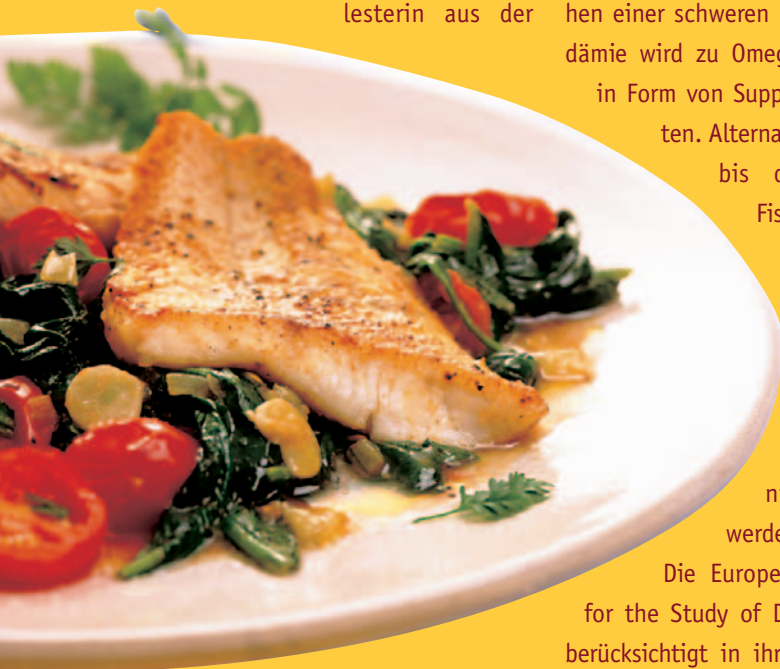 lesterin aus der
hen einer schweren
dämie wird zu Omeg
in Form von Supp
ten. Alterna
bis d
Fis
n
werde
Die Europe
for the Study of D
berücksichtigt in ihr